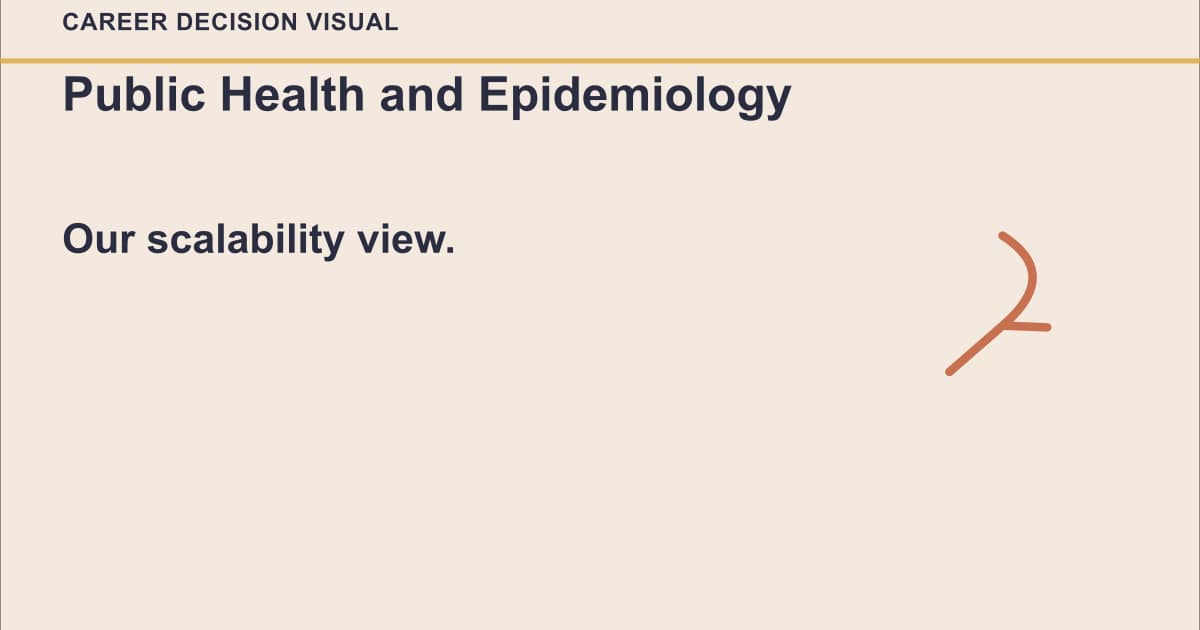 CAREER DECISION VISUAL
Public Health and Epidemiology
Our scalability view.